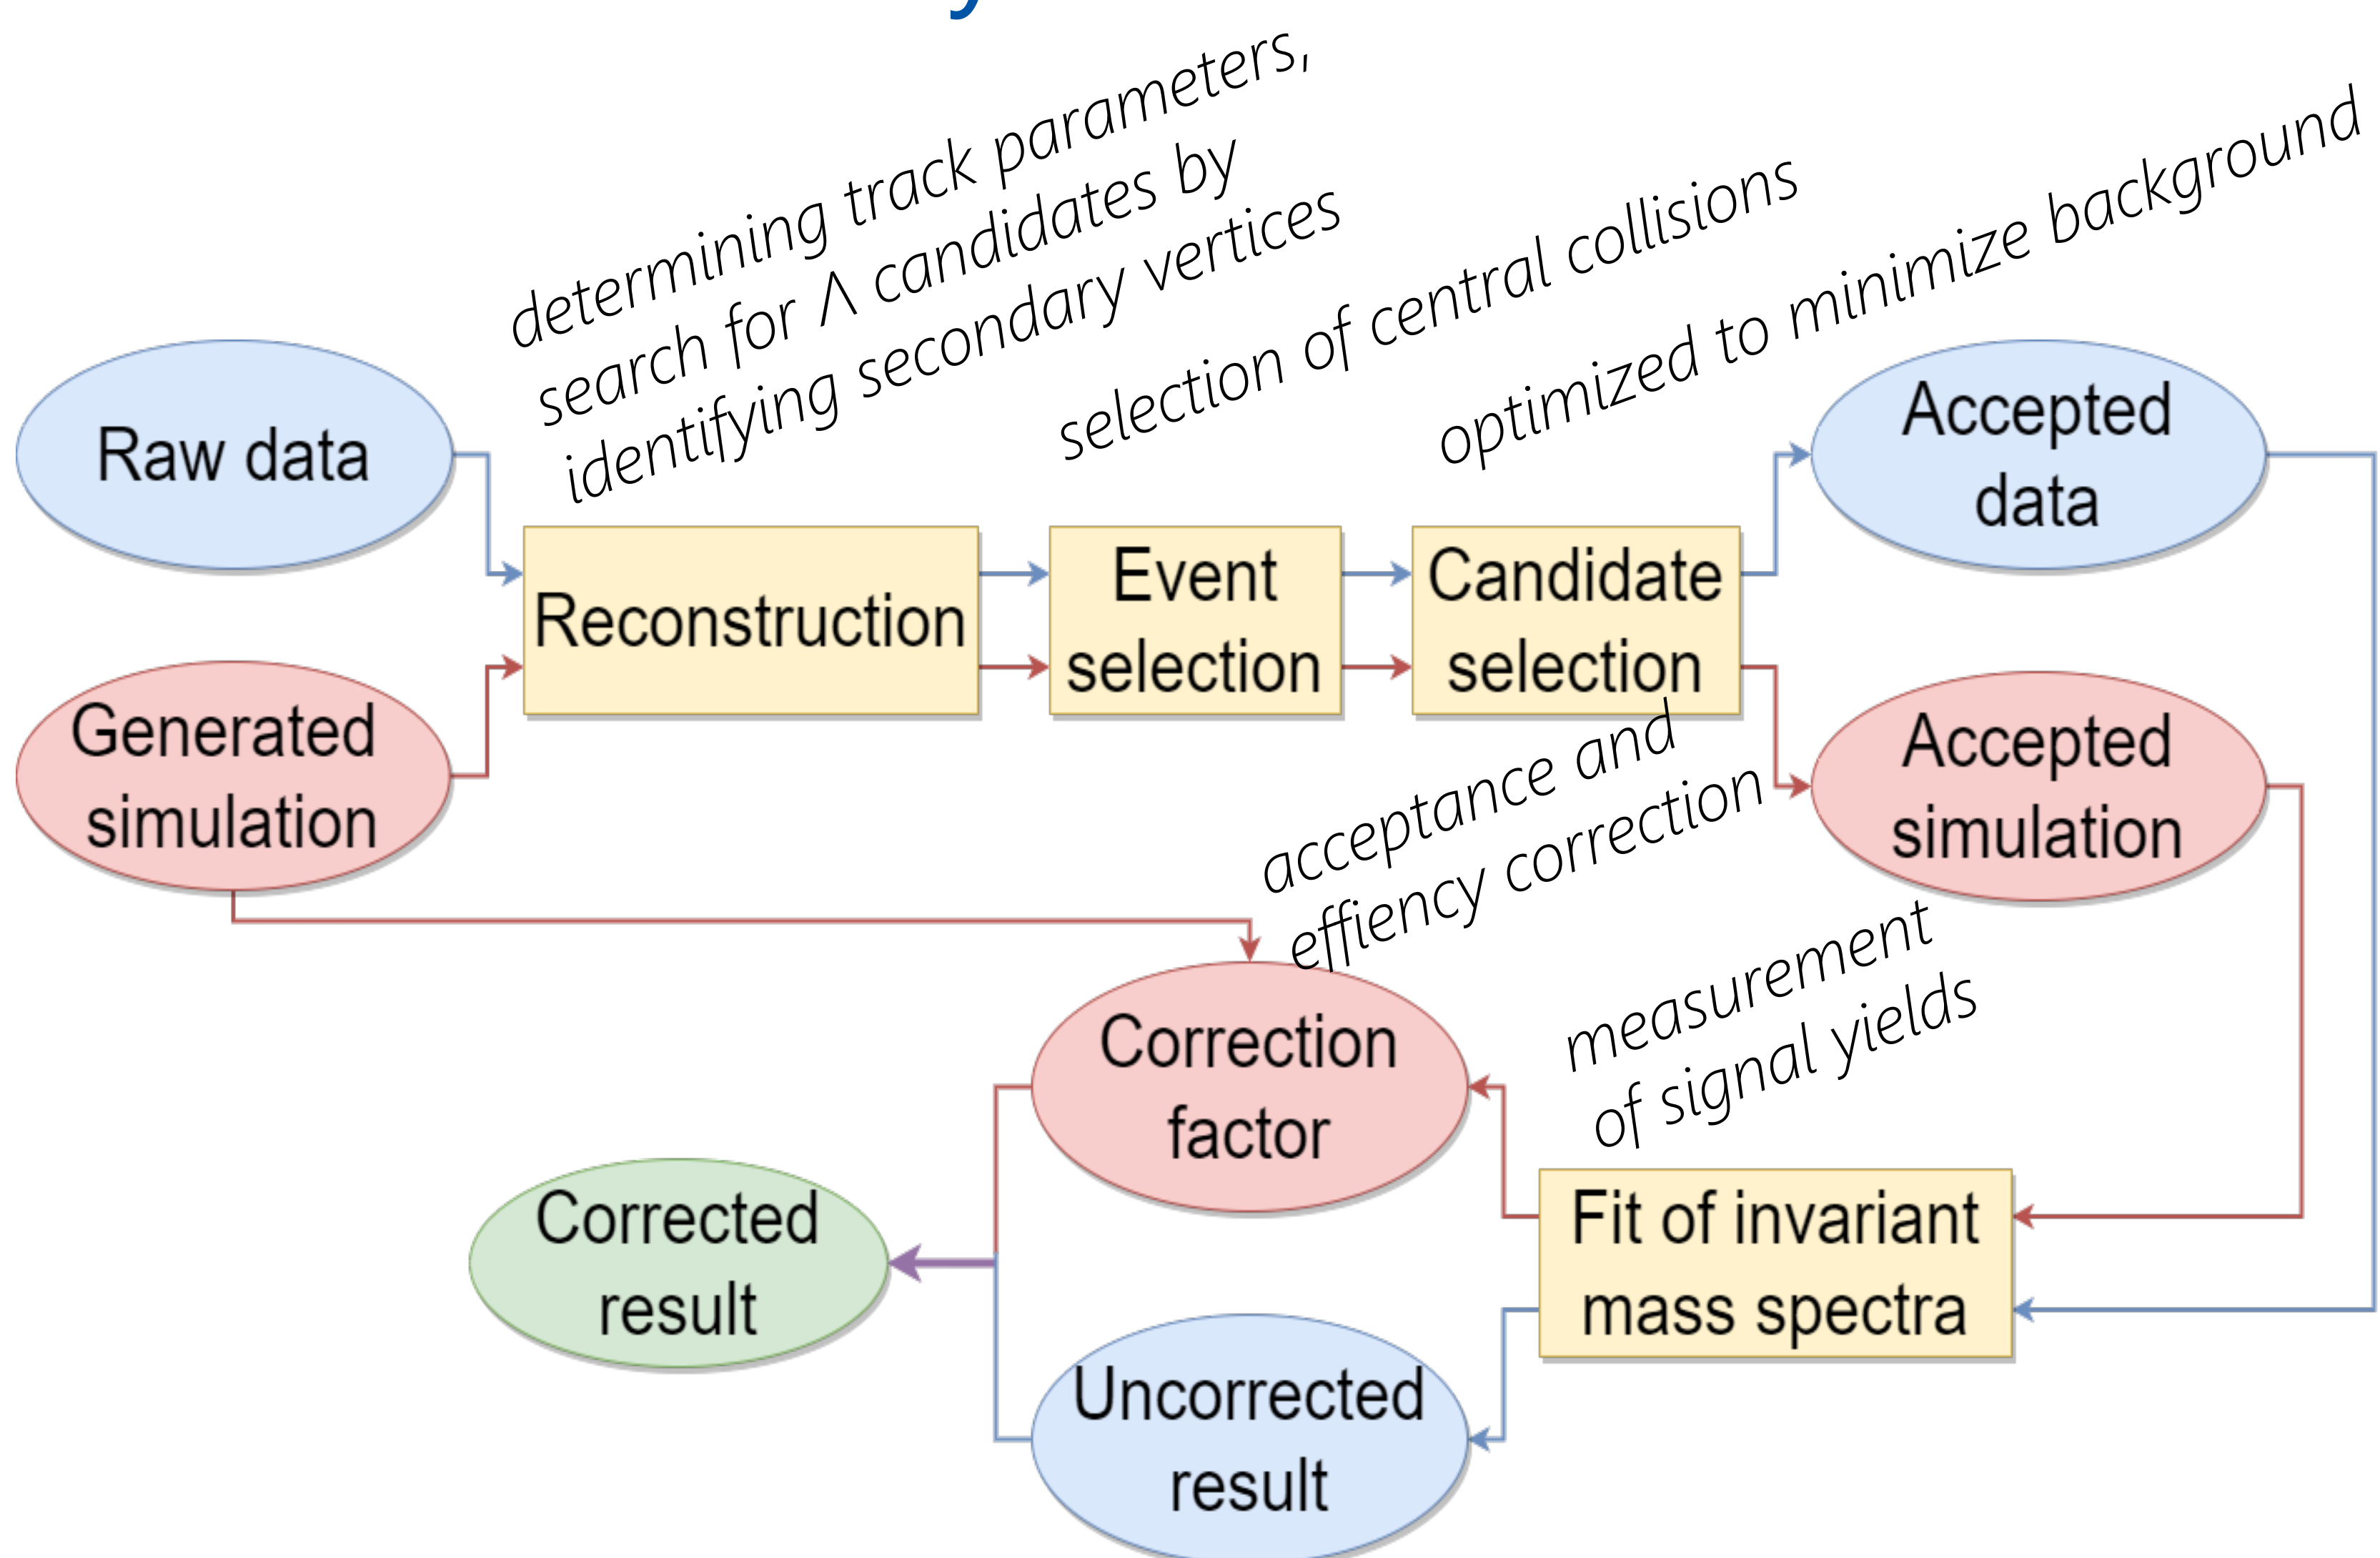 determining track parameters,
search for Λ candidates by
identifying secondary vertices
selection of central collisions
optimized to minimize background
Raw data
Accepted
data
Reconstruction
Event
selection
Candidate
selection
Generated
simulation
Accepted
simulation
acceptance and
effiency correction
measurement
of signal yields
Correction
factor
Fit of invariant
mass spectra
Corrected
result
Uncorrected
result